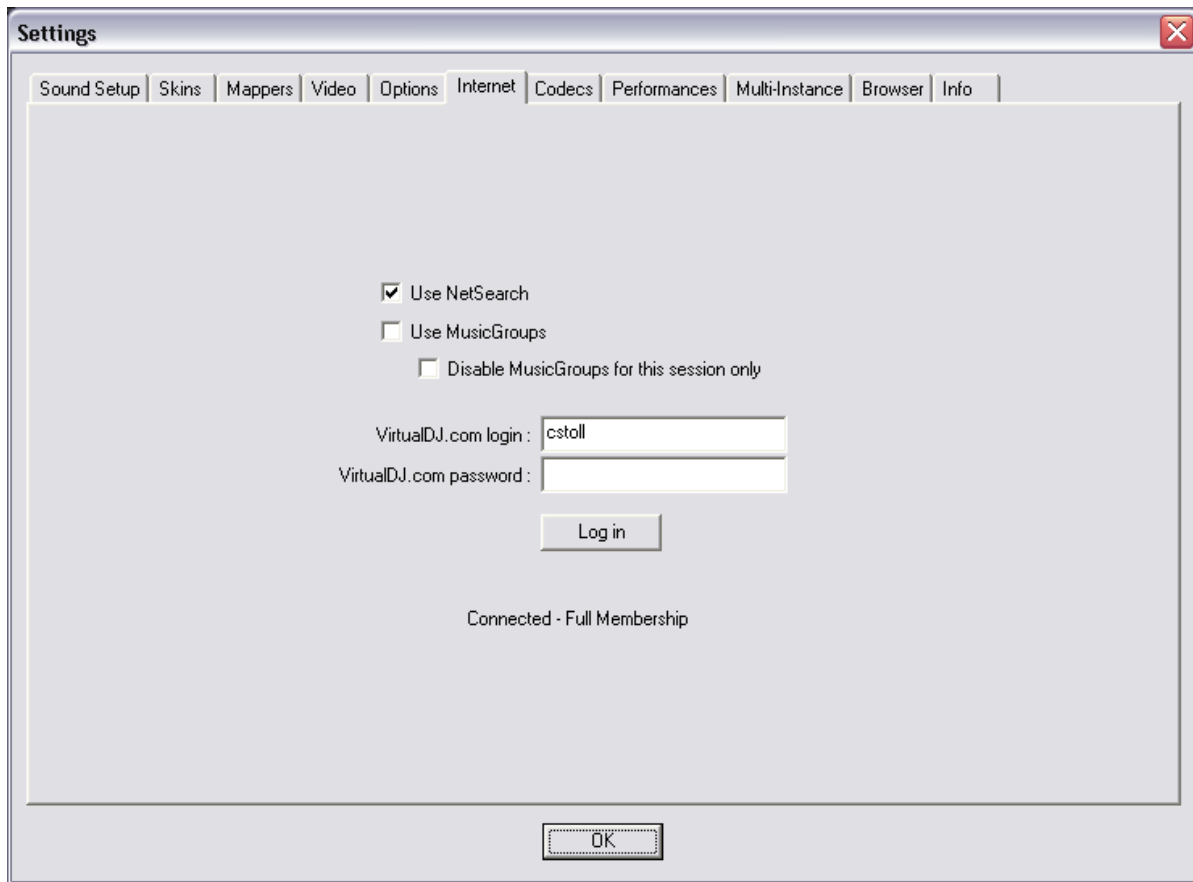 Settings
Sound Setup Skins Mappers Video Options Internet Codecs Performances Multi-Instance Browser Info
Use NetSearch
Use MusicGroups
Disable MusicGroups for this session only
VirtualDJ.com login : cstoll
VirtualDJ.com password :
Log in
Connected - Full Membership
OK